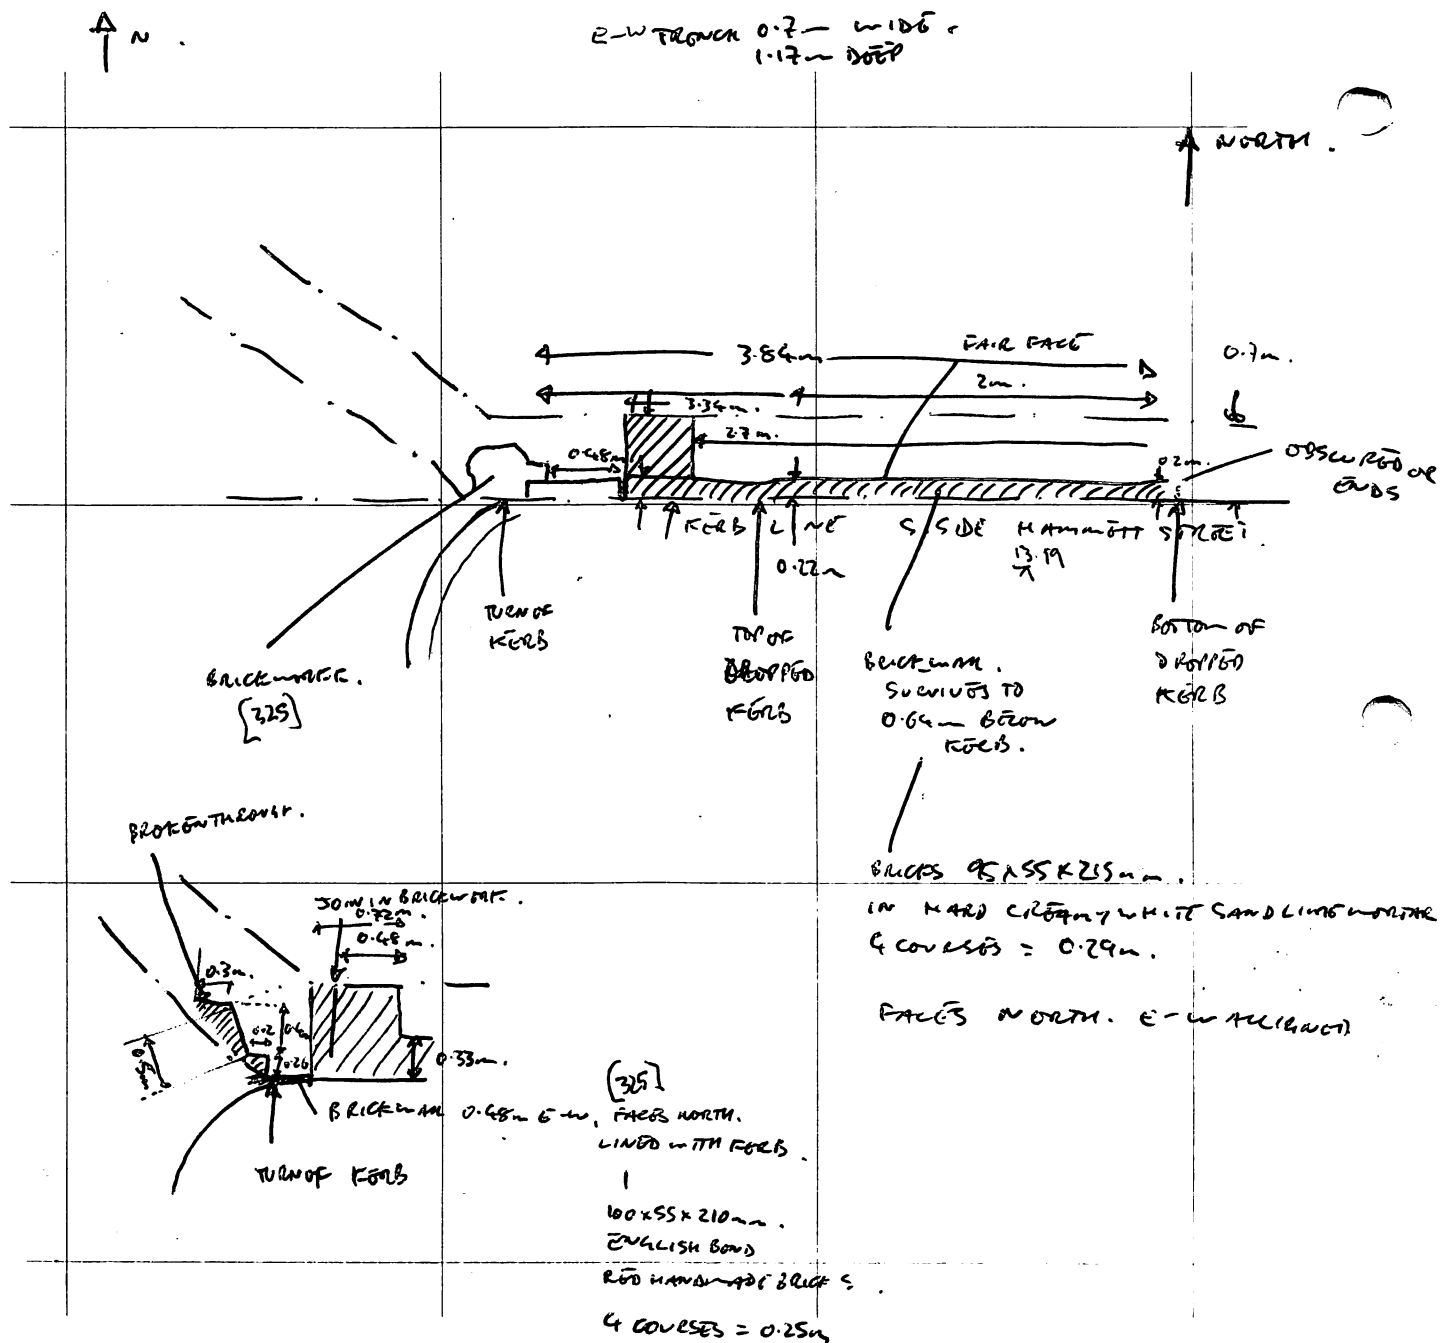 N.
E-W TRENCH 0.7m WIDE.
1.17m DEEP
NORTH.
3.84m
FAIR FACE
0.7m.
2m.
3.34m.
2.7m.
0.48m
0.2m
OBSCURED OR
ENDS
KERB LINE S. SIDE HAMMETT STREET.
13.19
0.22m
TURN OF
KERB
TOP OF
DROPPED
KERB
BOTTOM OF
DROPPED
KERB
BRICKWORK.
[325]
BRICKWALL.
SURVIVES TO
0.64m BELOW
KERB.
BROKEN THROUGH.
BRICKS 95x55x215mm.
IN HARD CREAMY WHITE SAND LIME MORTAR
4 COURSES = 0.29m.
FACES NORTH. E-W ALLIGNED
JOIN IN BRICKWORK.
0.72m.
0.48m.
0.3m.
0.2
0.26
0.5m
0.33m.
BRICKWALL 0.48m E-W, FACES NORTH.
LINED WITH KERB.
TURN OF KERB
[325]
100x55x210mm.
ENGLISH BOND
RED HANDMADE BRICKS.
4 COURSES = 0.25m